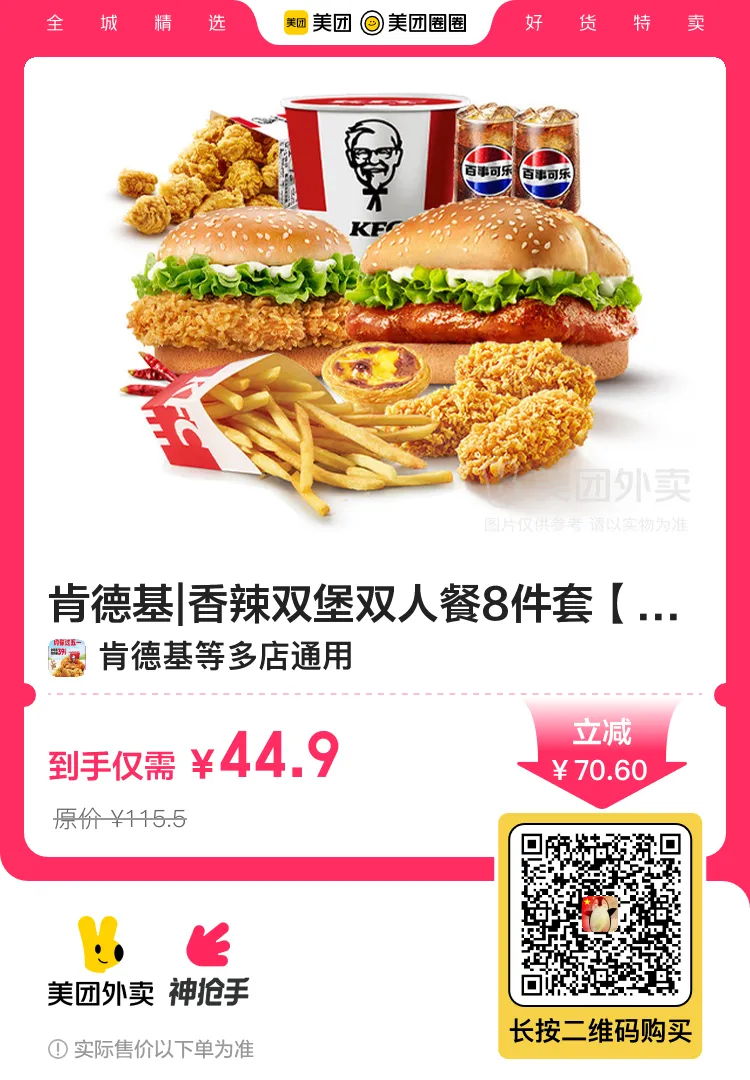 全城精选
美团 美团 美团圈圈
好货特卖
百事可乐
百事可乐
KFC
KFC
美团外卖
图片仅供参考 请以实物为准
肯德基|香辣双堡双人餐8件套【 ...
肯德基等多店通用
到手仅需 ¥44.9
立减
¥70.60
原价 ¥115.5
美团外卖 神抢手
长按二维码购买
实际售价以下单为准